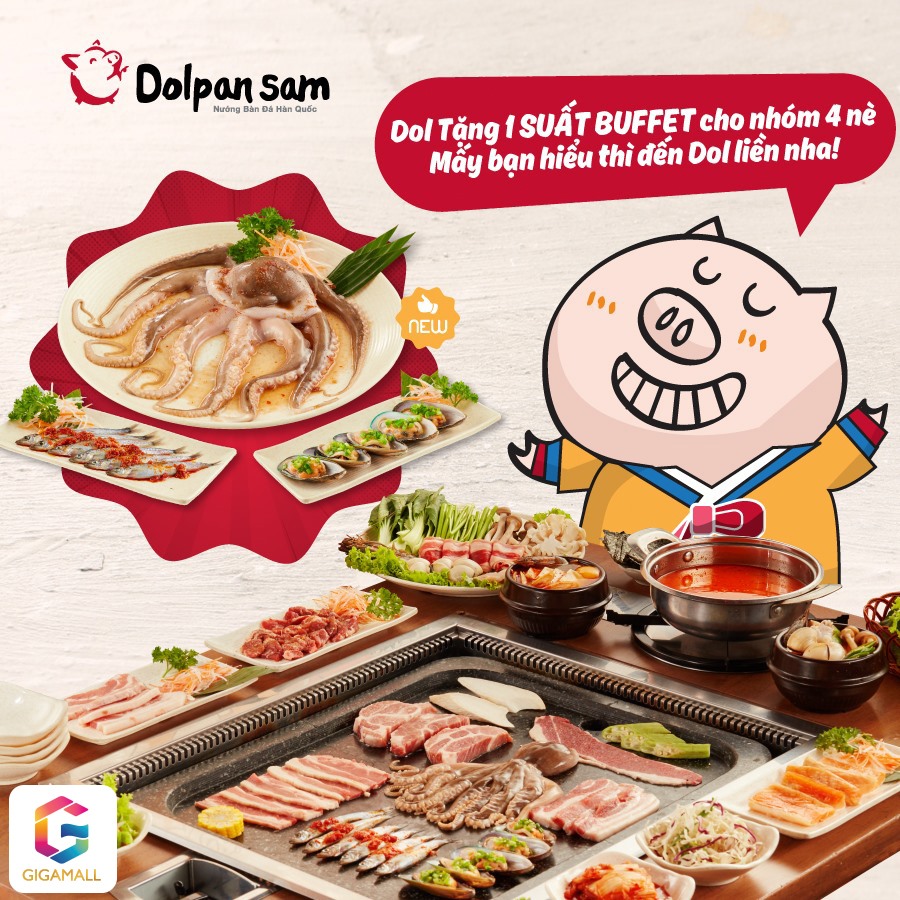 Dolpan sam
Nướng Bàn Đá Hàn Quốc
Dol Tặng 1 SUẤT BUFFET cho nhóm 4 nè
Mấy bạn hiểu thì đến Dol liền nha!
NEW
GIGAMALL